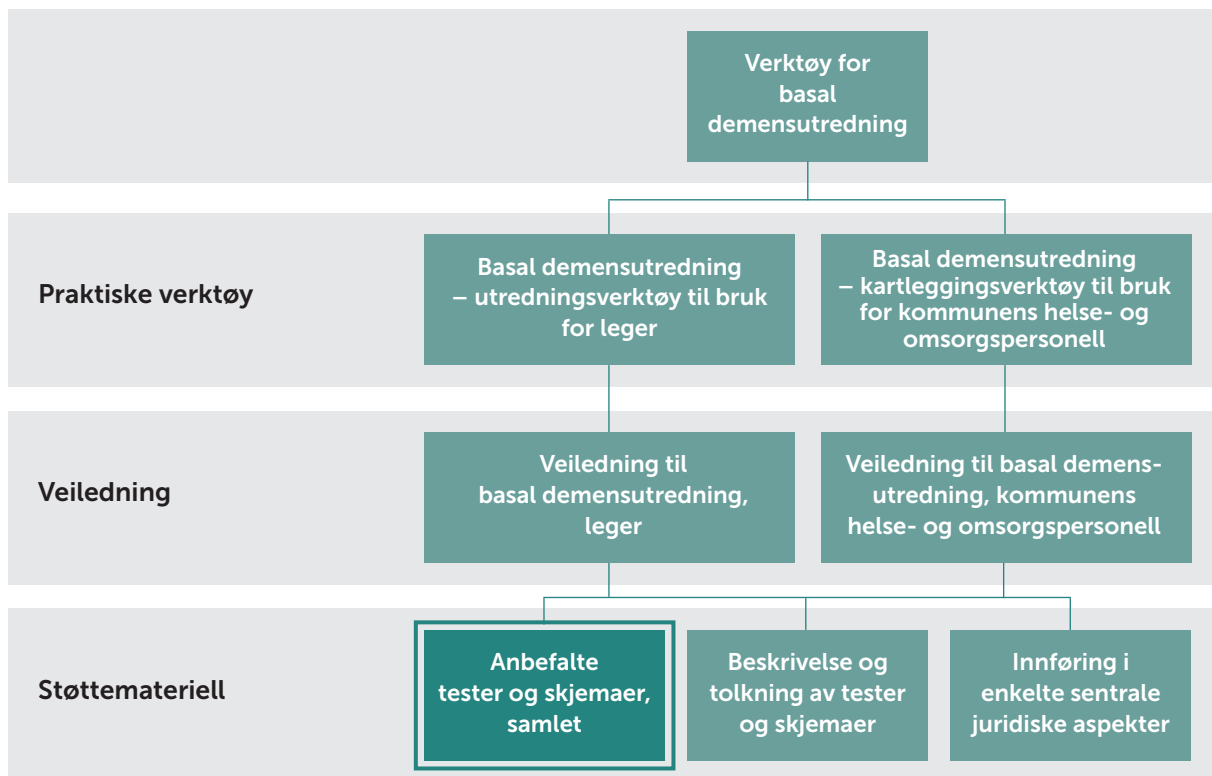 Verktøy for
basal
demensutredning
Praktiske verktøy
Basal demensutredning
– utredningsverktøy til bruk
for leger
Basal demensutredning
– kartleggingsverktøy til bruk
for kommunens helse- og
omsorgspersonell
Veiledning
Veiledning til
basal demensutredning,
leger
Veiledning til basal demens-
utredning, kommunens
helse- og omsorgspersonell
Støttemateriell
Anbefalte
tester og skjemaer,
samlet
Beskrivelse og
tolkning av tester
og skjemaer
Innføring i
enkelte sentrale
juridiske aspekter